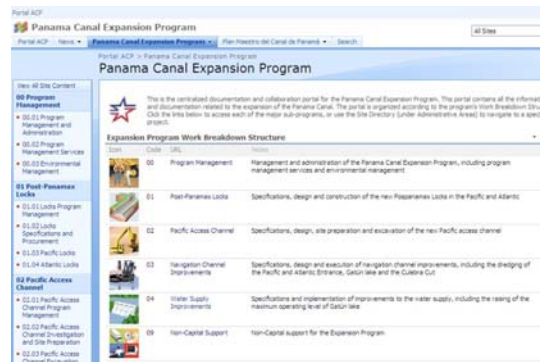 Portal ACP
Panama Canal Expansion Program
All Sites
Portal ACP News Panama Canal Expansion Program Plan Maestro del Canal de Panamá Search
Portal ACP > Panama Canal Expansion Program
Panama Canal Expansion Program
View All Site Content
00 Program
Management
00.01 Program
Management and
Administration
00.02 Program
Management Services
00.03 Environmental
Management
01 Post-Panamax
Locks
01.01 Locks Program
Management
01.02 Locks
Specifications and
Procurement
01.03 Pacific Locks
01.04 Atlantic Locks
02 Pacific Access
Channel
02.01 Pacific Access
Channel Program
Management
02.02 Pacific Access
Channel Investigation
and Site Preparation
02.03 Pacific Access
Channel Excavation
This is the centralized documentation and collaboration portal for the Panama Canal Expansion Program. This portal contains all the informat
and documentation related to the expansion of the Panama Canal. The portal is organized according to the program's Work Breakdown Stru
Click the links below to access each of the major sub-programs, or use the Site Directory (under Administrative Areas) to navigate to a speci
project.
Expansion Program Work Breakdown Structure
Icon Code URL Notes
00 Program Management Management and administration of the Panama Canal Expansion Program, including program
management services and environmental management
01 Post-Panamax Locks Specifications, design and construction of the new Postpanamax Locks in the Pacific and Atlantic
02 Pacific Access Channel Specifications, design, site preparation and excavation of the new Pacific access channel
03 Navigation Channel Improvements Specifications, design and execution of navigation channel improvements, including the dredging of
the Pacific and Atlantic Entrance, Gatún lake and the Culebra Cut
04 Water Supply Improvements Specifications and implementation of improvements to the water supply, including the raising of the
maximum operating level of Gatún lake
09 Non-Capital Support Non-Capital support for the Expansion Program